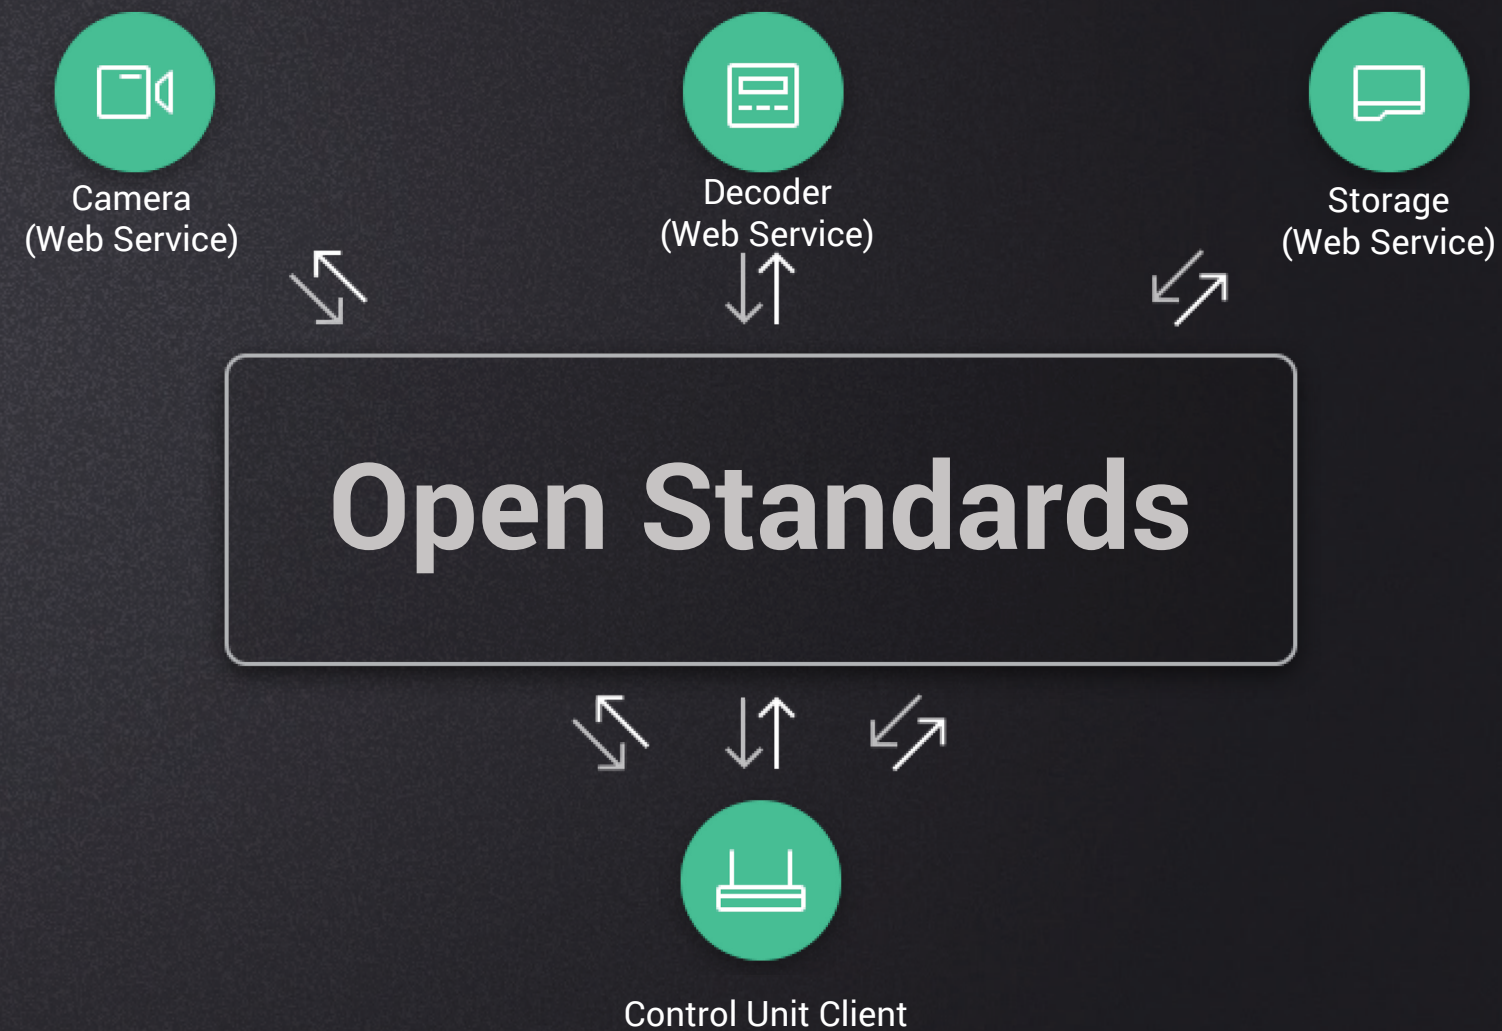 Camera
(Web Service)
Decoder
(Web Service)
Storage
(Web Service)
Open Standards
Control Unit Client